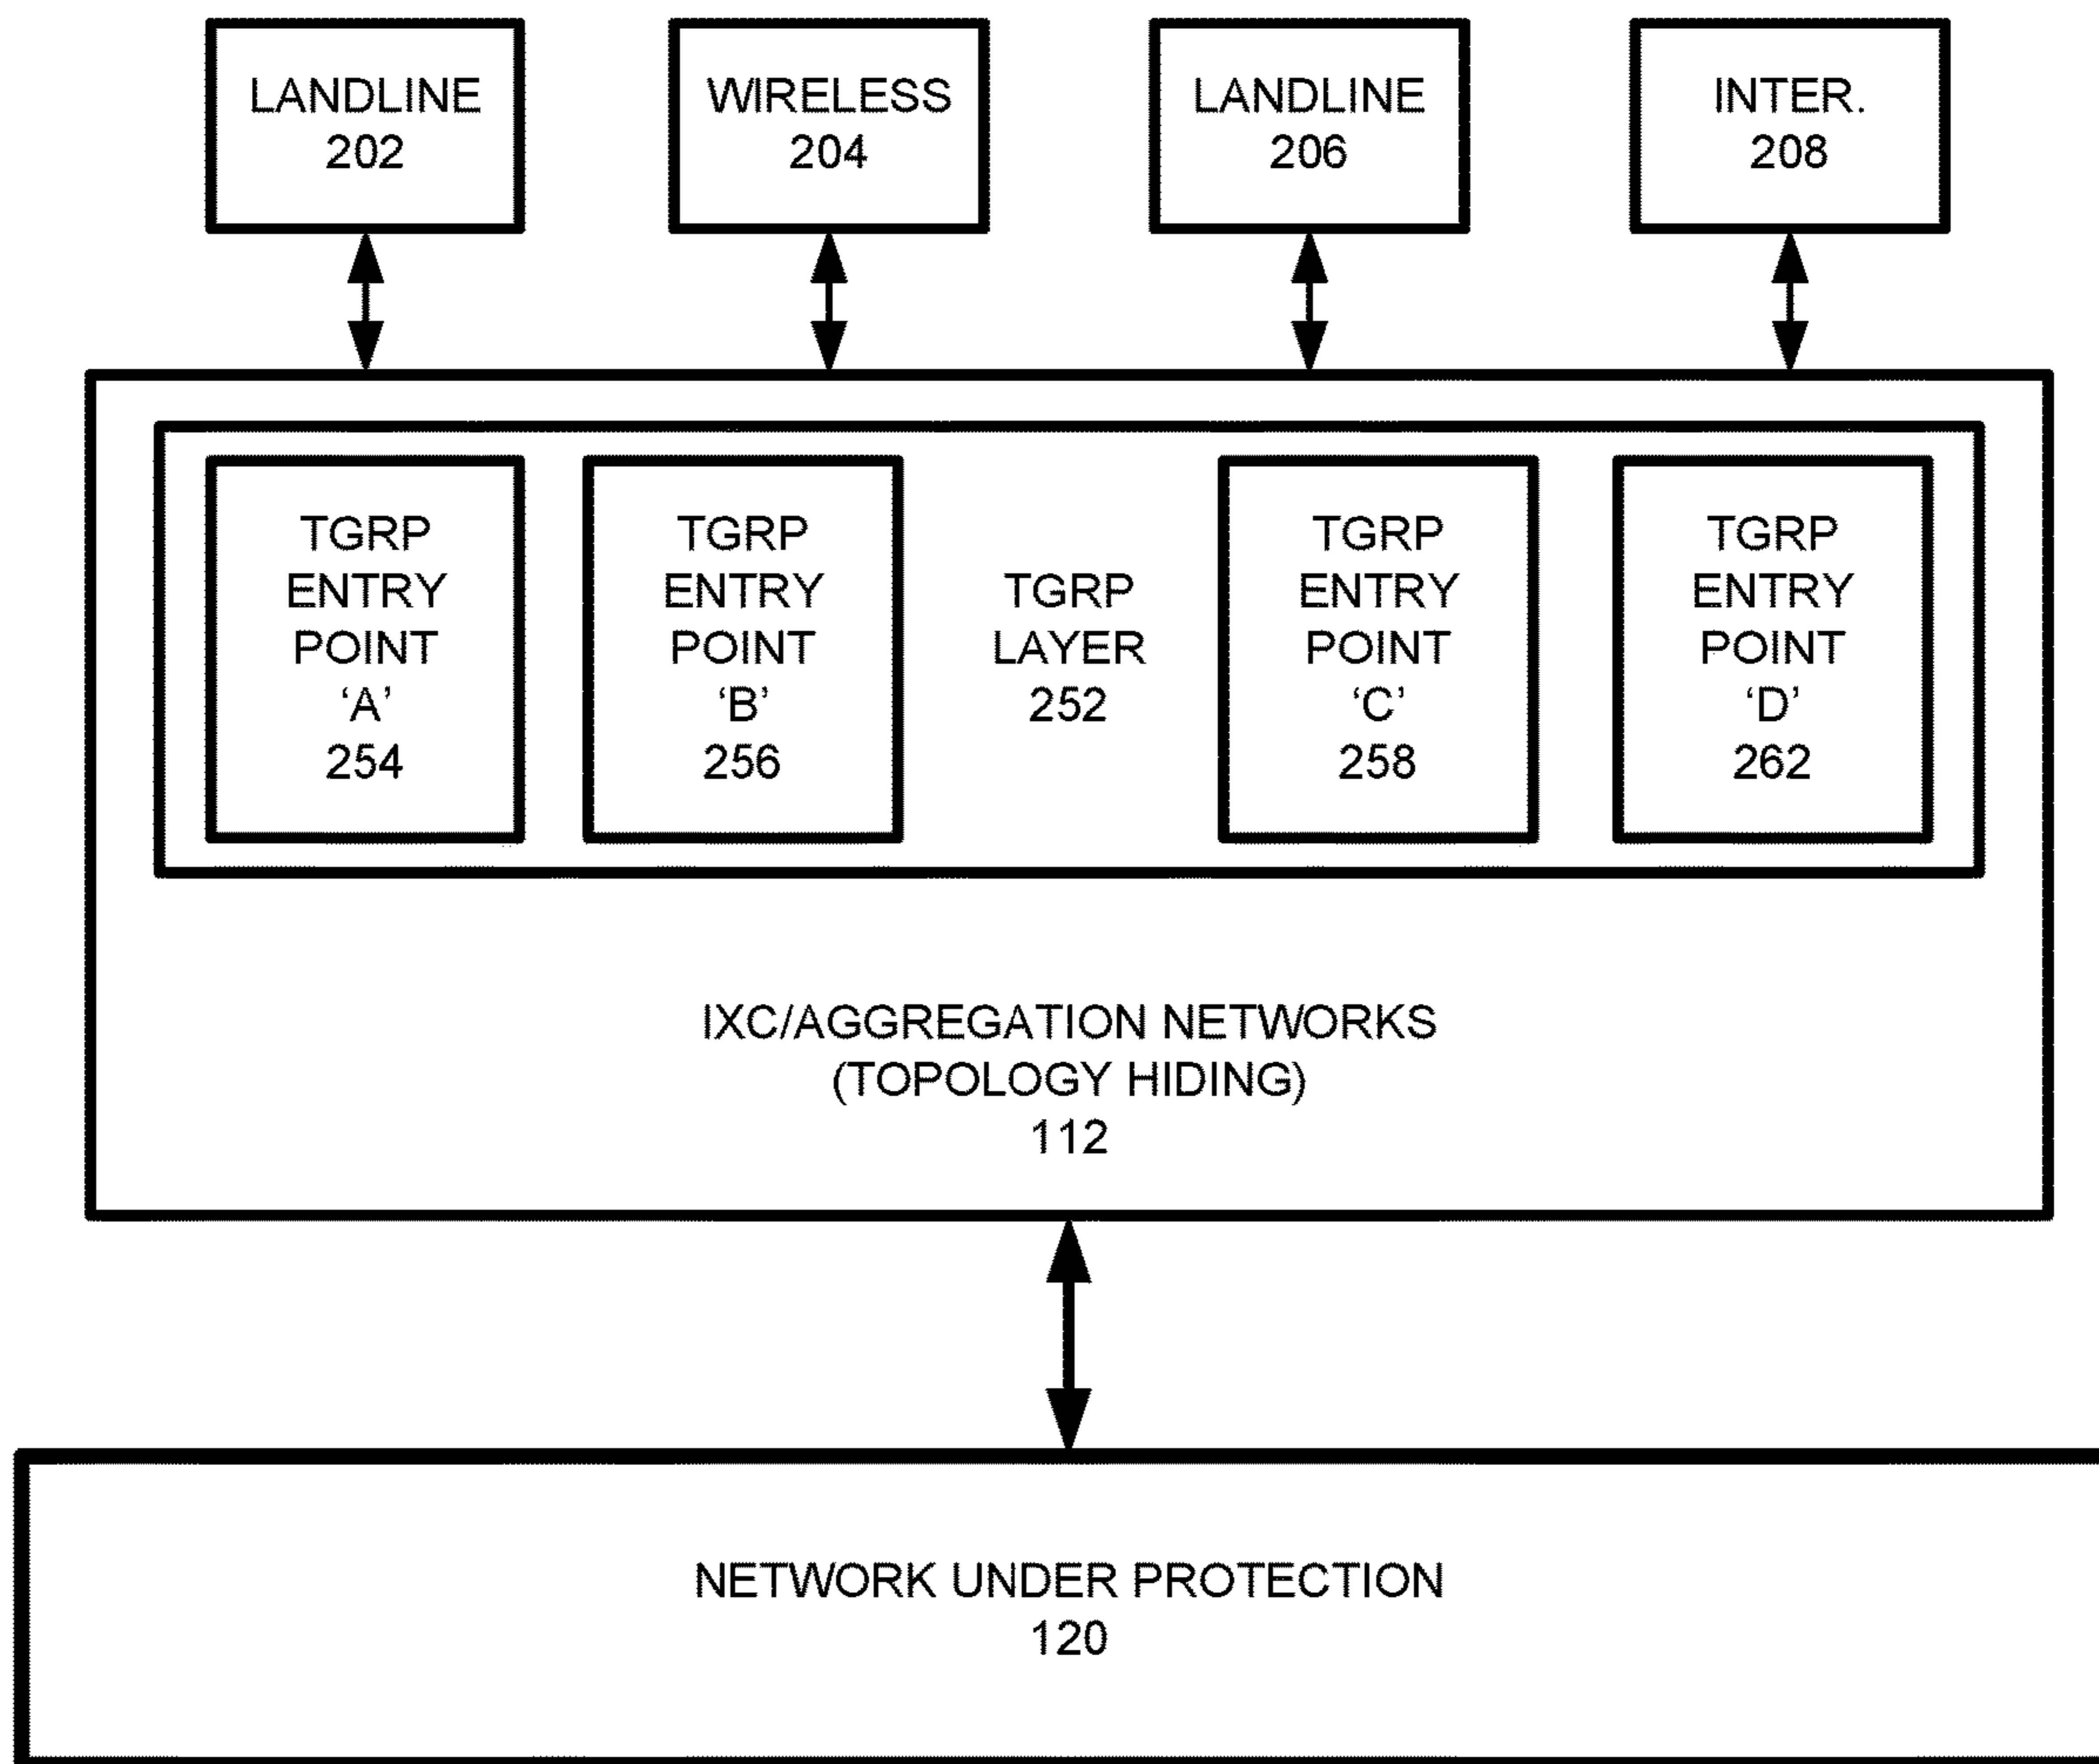 LANDLINE
202
WIRELESS
204
LANDLINE
206
INTER.
208
TGRP
ENTRY
POINT
‘A’
254
TGRP
ENTRY
POINT
‘B’
256
TGRP
LAYER
252
TGRP
ENTRY
POINT
‘C’
258
TGRP
ENTRY
POINT
‘D’
262
IXC/AGGREGATION NETWORKS
(TOPOLOGY HIDING)
112
NETWORK UNDER PROTECTION
120